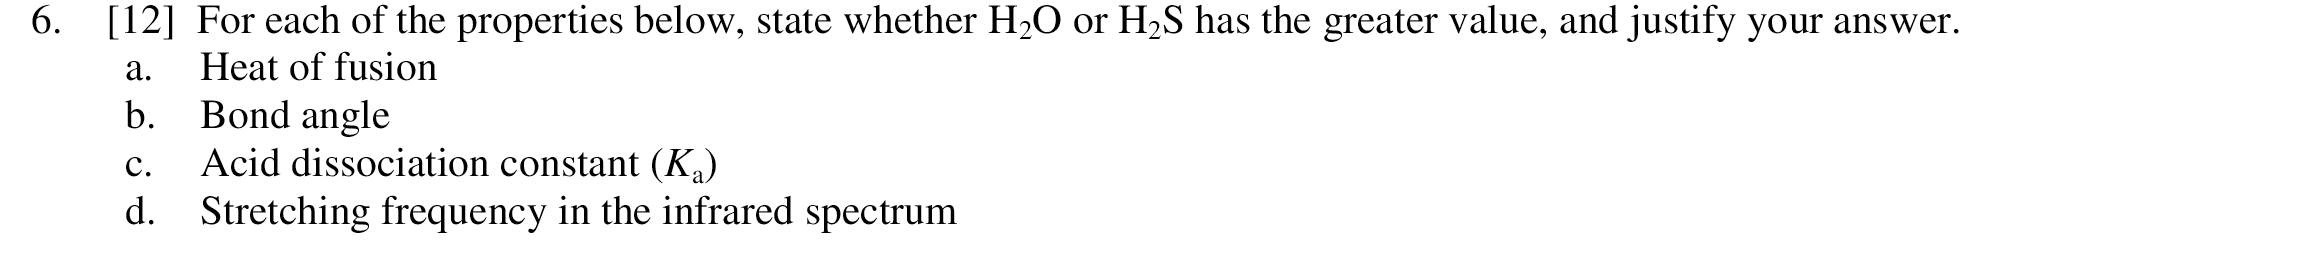 6. [12] For each of the properties below, state whether H₂O or H₂S has the greater value, and justify your answer.
a. Heat of fusion
b. Bond angle
c. Acid dissociation constant (Kₐ)
d. Stretching frequency in the infrared spectrum